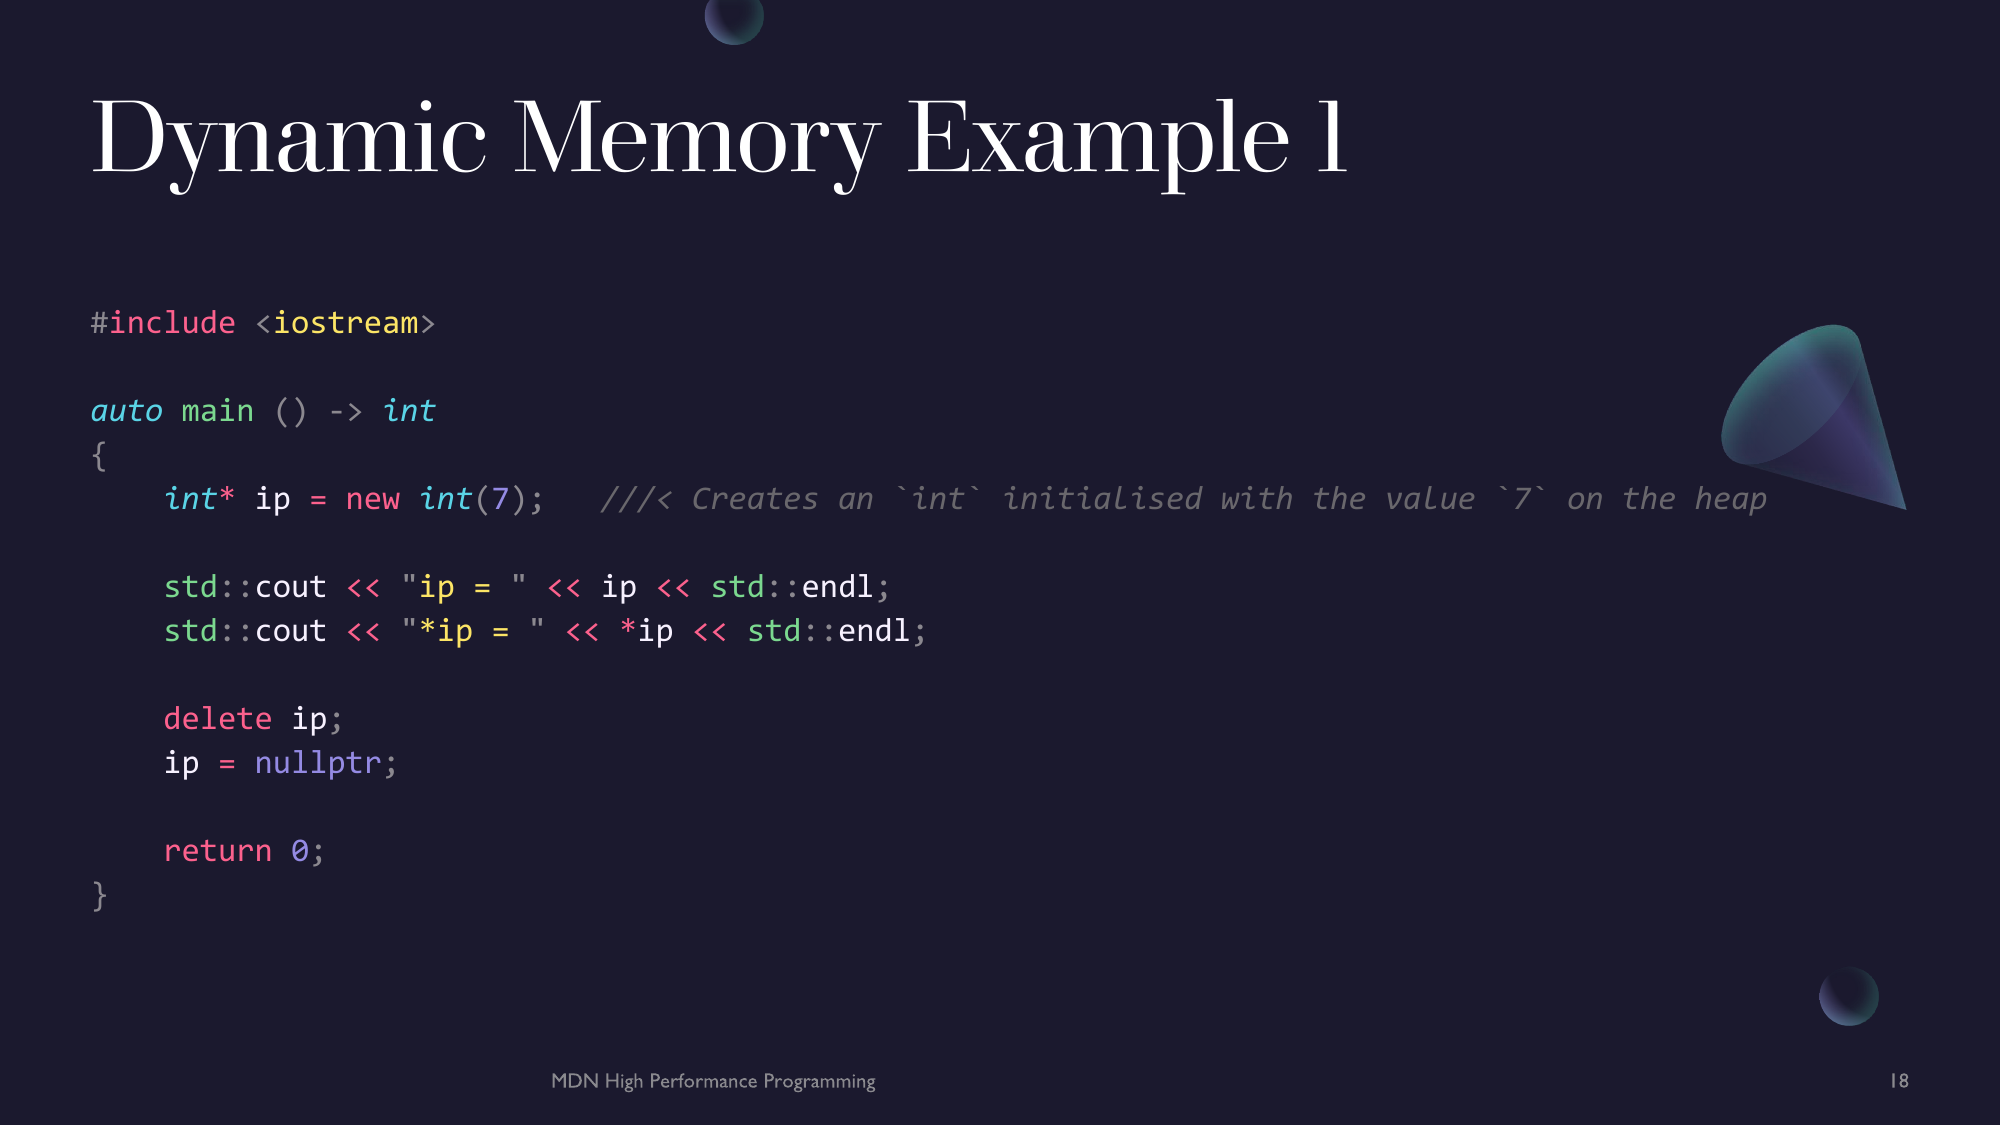 Dynamic Memory Example 1
#include <iostream>
auto main () -> int
{
    int* ip = new int(7);   ///< Creates an `int` initialised with the value `7` on the heap
    std::cout << "ip = " << ip << std::endl;
    std::cout << "*ip = " << *ip << std::endl;
    delete ip;
    ip = nullptr;
    return 0;
}
MDN High Performance Programming
18